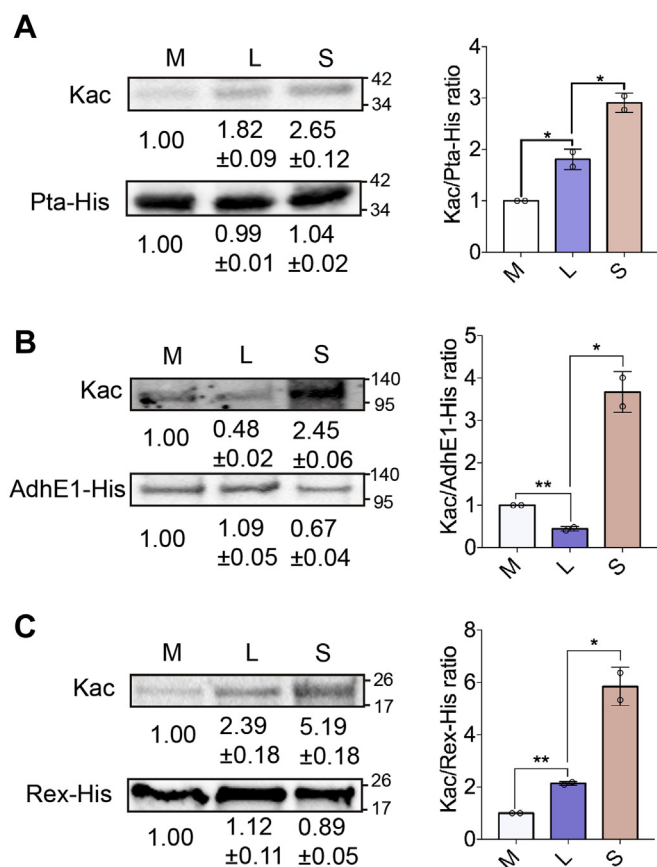 A
M L S
Kac
42
34
1.00 1.82 2.65
±0.09 ±0.12
Pta-His
42
34
1.00 0.99 1.04
±0.01 ±0.02
Kac/Pta-His ratio
4
3
2
1
0
* *
M L S
B
M L S
Kac
140
95
1.00 0.48 2.45
±0.02 ±0.06
AdhE1-His
140
95
1.00 1.09 0.67
±0.05 ±0.04
Kac/AdhE1-His ratio
5
4
3
2
1
0
** *
M L S
C
M L S
Kac
26
17
1.00 2.39 5.19
±0.18 ±0.18
Rex-His
26
17
1.00 1.12 0.89
±0.11 ±0.05
Kac/Rex-His ratio
8
6
4
2
0
** *
M L S